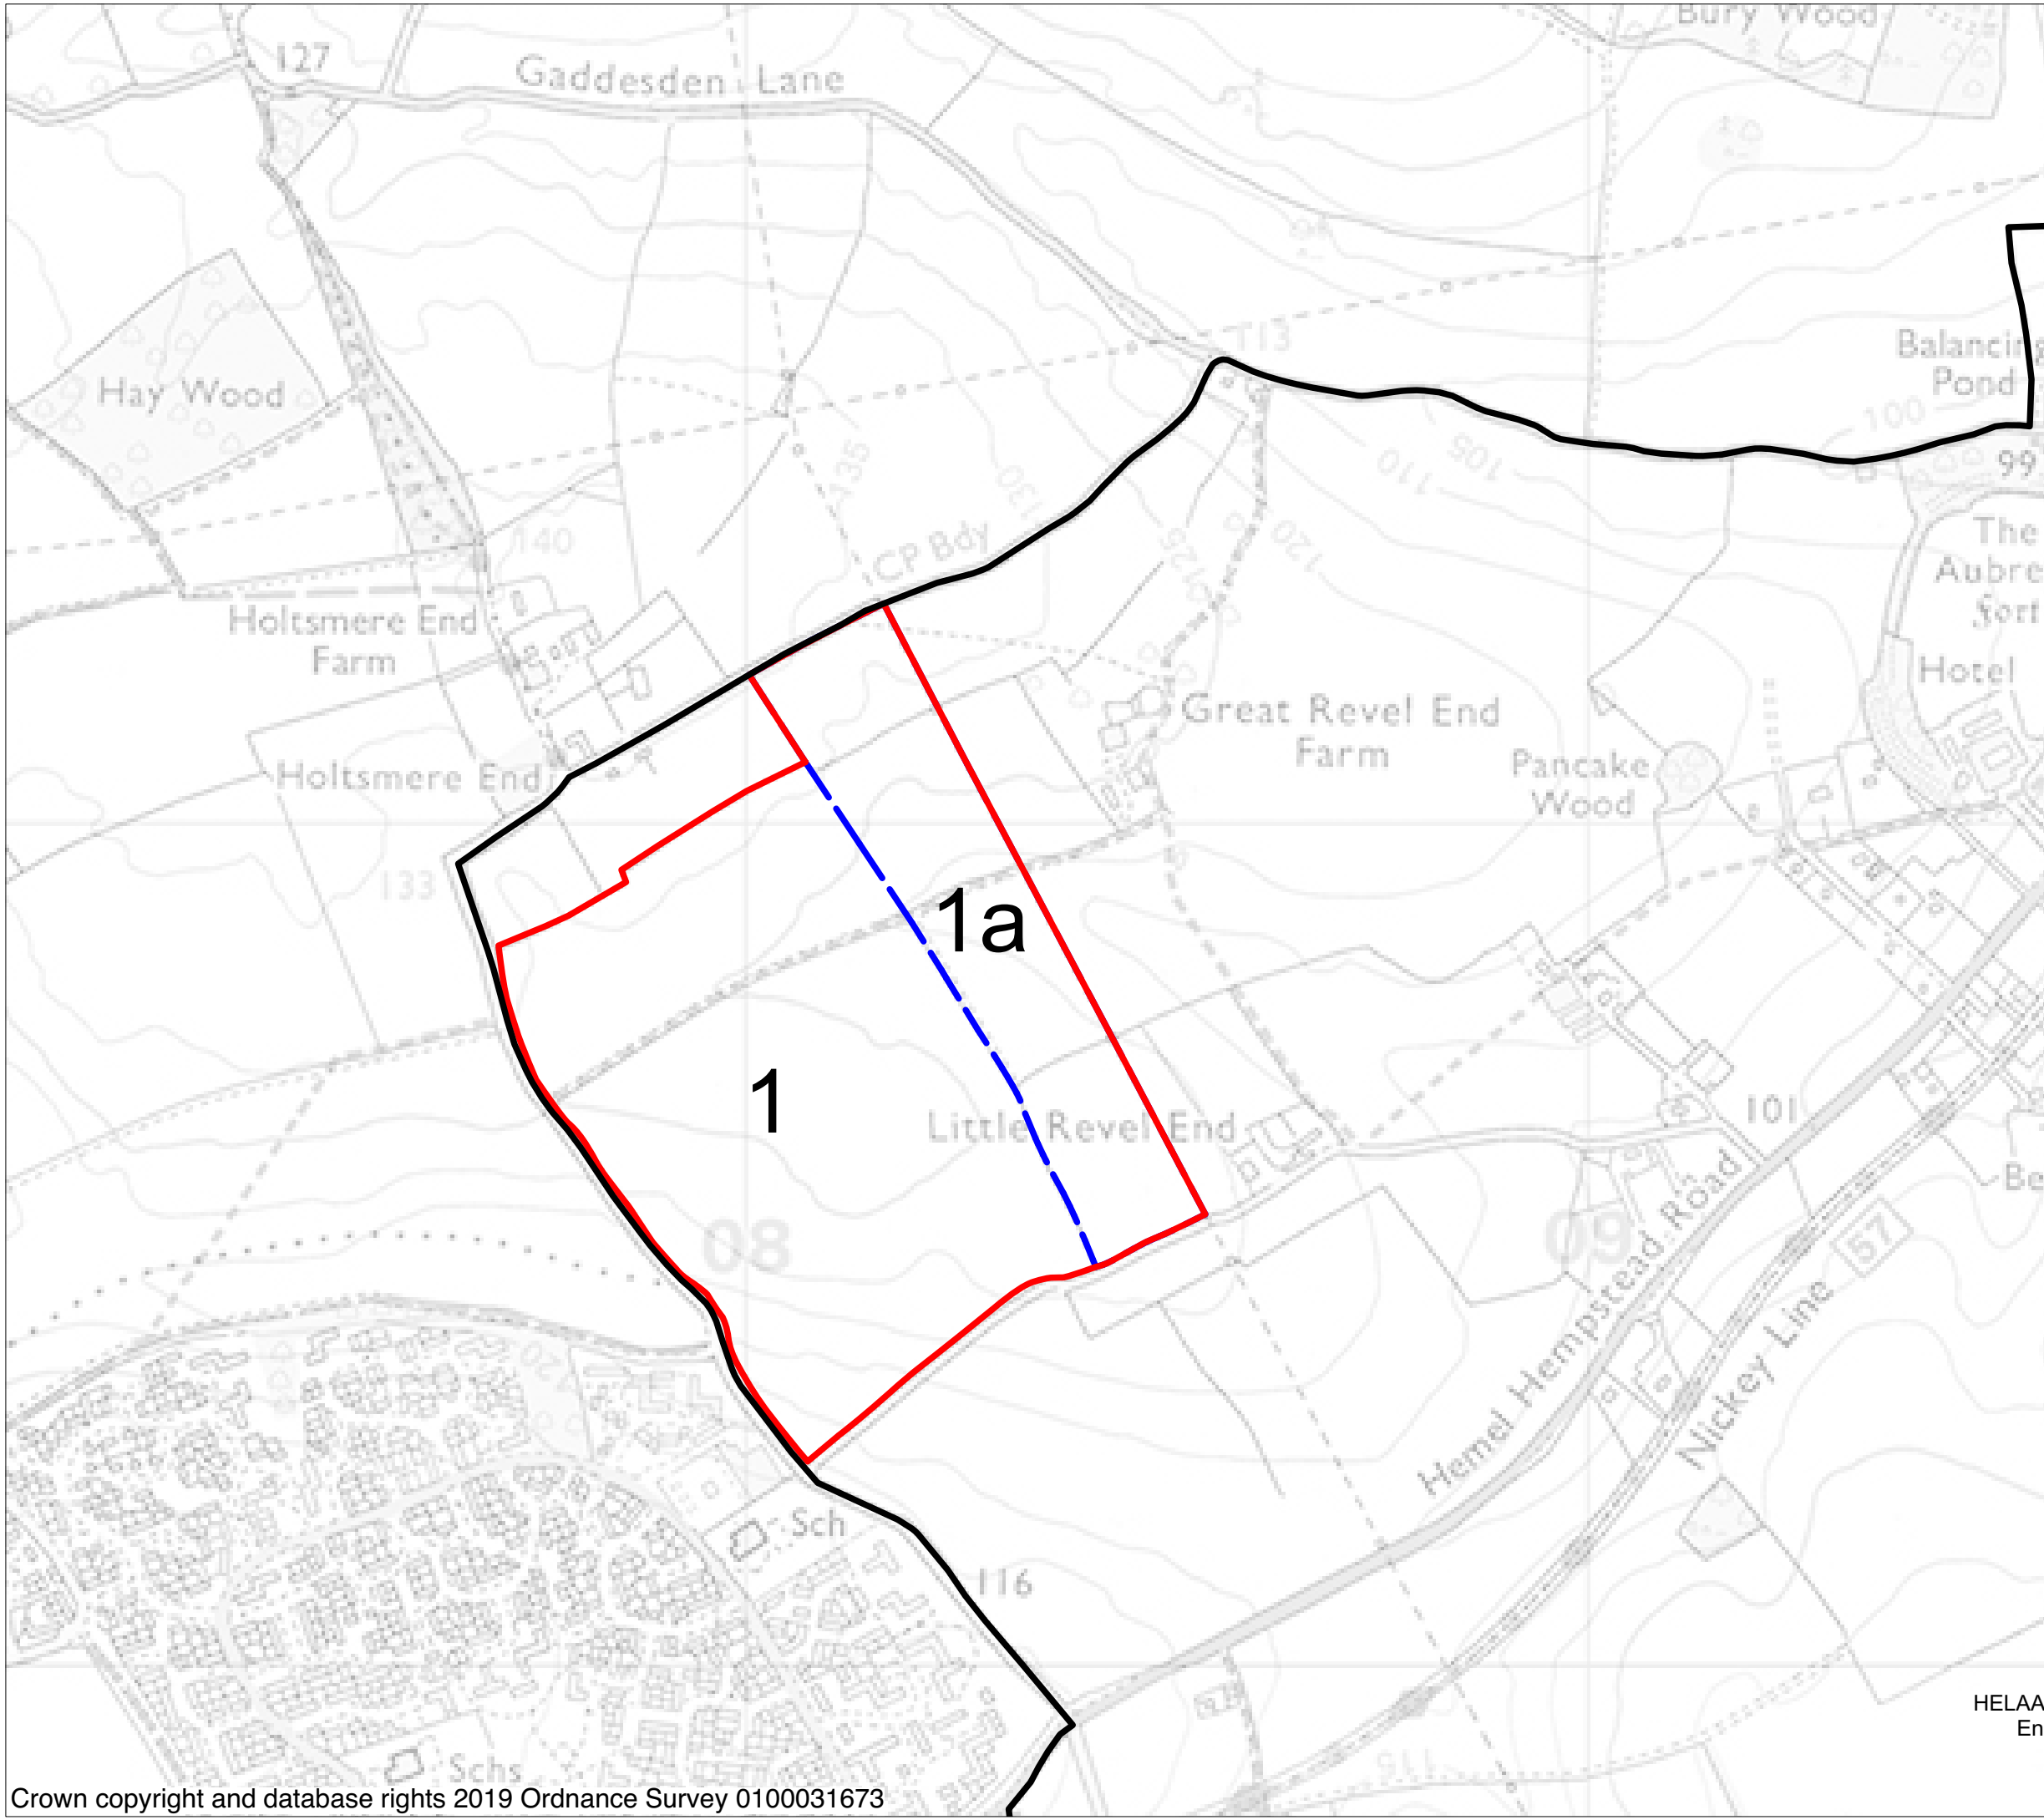 Bury Wood
127
Gaddesden Lane
113
Balancing
Pond
Hay Wood
100
99
135
130
105
110
The
140
CP Bdy
125
120
Holtsmere End
Farm
Hotel
Great Revel End
Farm
Holtsmere End
Pancake
Wood
133
1a
1
Little Revel End
101
08
09
57
Hemel Hempstead Road
Nickey Line
Sch
116
HELAA
Schs
115
Crown copyright and database rights 2019 Ordnance Survey 0100031673